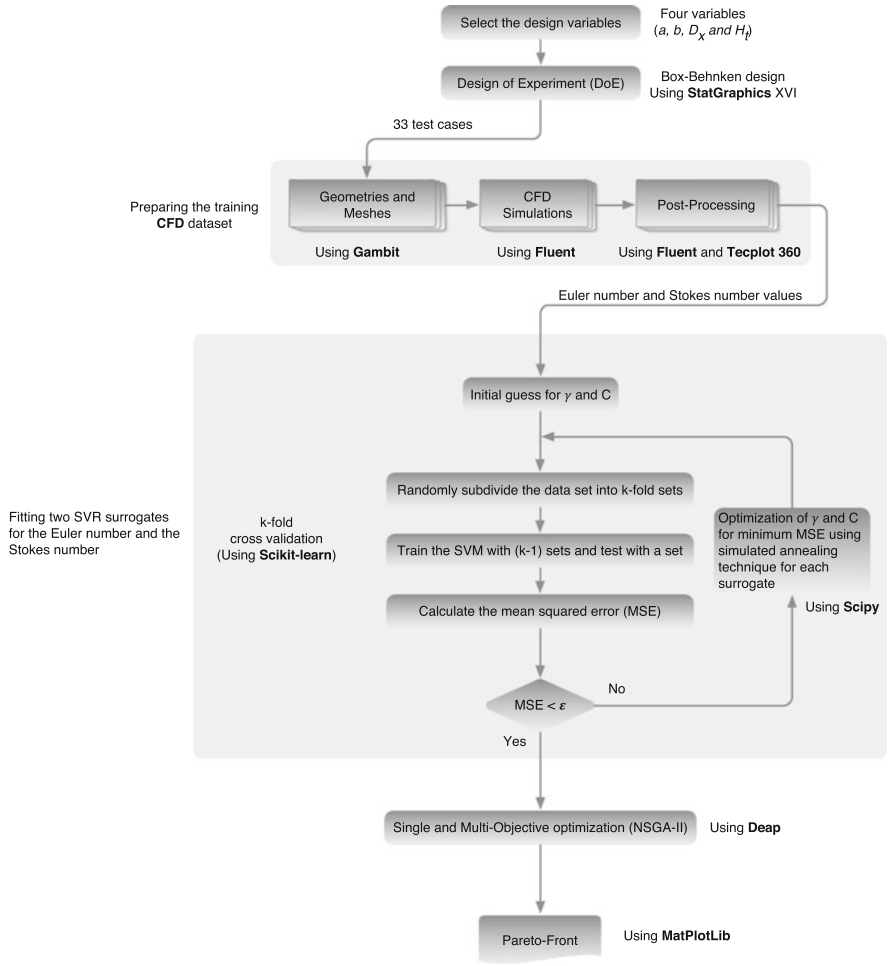 Select the design variables
Four variables
(a, b, Dx and Ht)
Design of Experiment (DoE)
Box-Behnken design
Using StatGraphics XVI
33 test cases
Preparing the training
CFD dataset
Geometries and
Meshes
CFD
Simulations
Post-Processing
Using Gambit
Using Fluent
Using Fluent and Tecplot 360
Euler number and Stokes number values
Initial guess for γ and C
Randomly subdivide the data set into k-fold sets
Fitting two SVR surrogates
for the Euler number and the
Stokes number
k-fold
cross validation
(Using Scikit-learn)
Train the SVM with (k-1) sets and test with a set
Optimization of γ and C
for minimum MSE using
simulated annealing
technique for each
surrogate
Using Scipy
Calculate the mean squared error (MSE)
MSE < ε
No
Yes
Single and Multi-Objective optimization (NSGA-II)
Using Deap
Pareto-Front
Using MatPlotLib